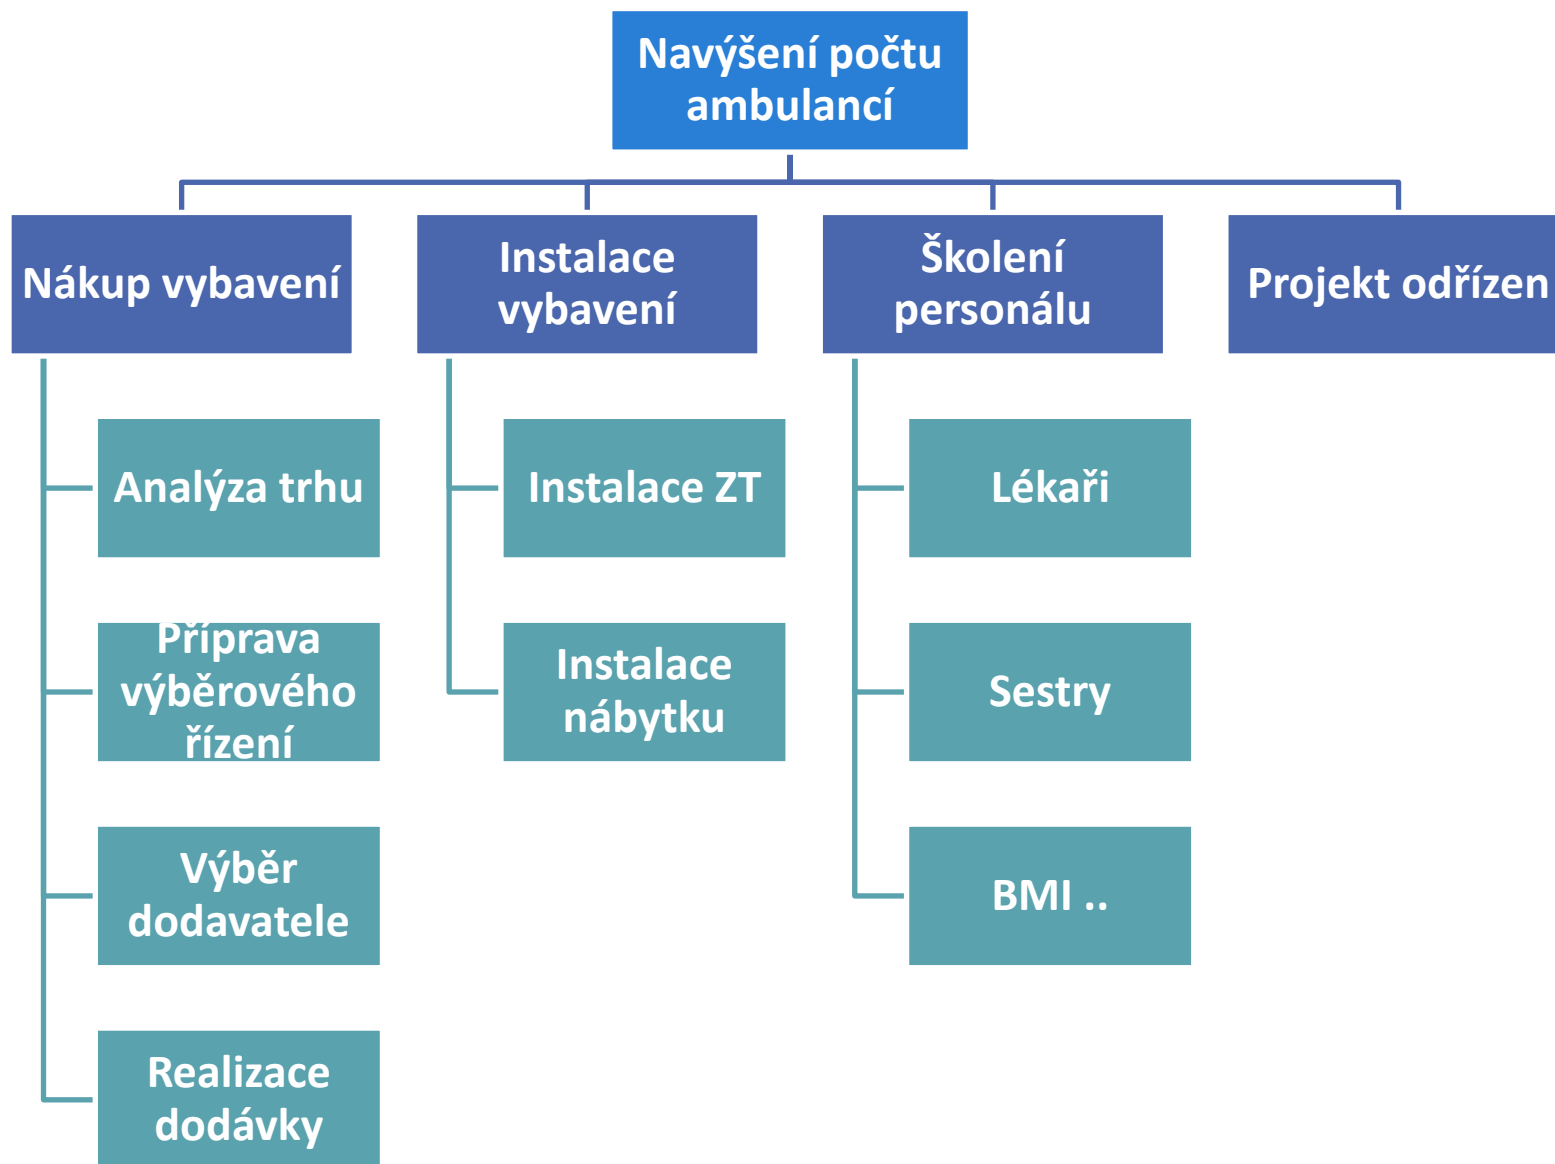 Navýšení počtu
ambulancí
Nákup vybavení
Instalace
vybavení
Školení
personálu
Projekt odřízen
Analýza trhu
Příprava
výběrového
řízení
Výběr
dodavatele
Realizace
dodávky
Instalace ZT
Instalace
nábytku
Lékaři
Sestry
BMI ..